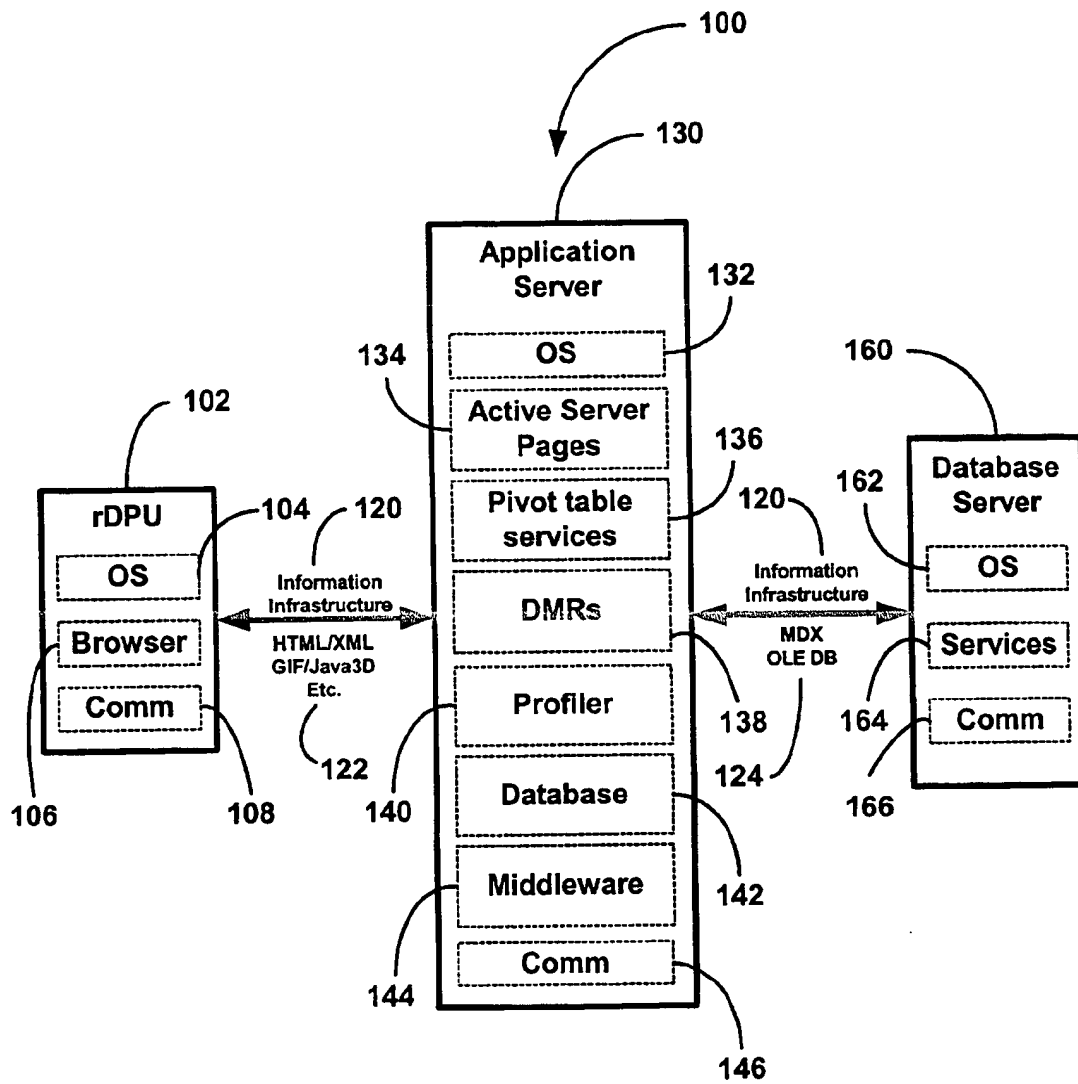 100
130
Application
Server
132
OS
134
Active Server
Pages
136
Pivot table
services
DMRs
138
Profiler
140
Database
142
Middleware
144
Comm
146
102
rDPU
104
OS
Browser
106
Comm
108
120
Information
Infrastructure
HTML/XML
GIF/Java3D
Etc.
122
120
Information
Infrastructure
MDX
OLE DB
124
160
Database
Server
162
OS
Services
164
Comm
166